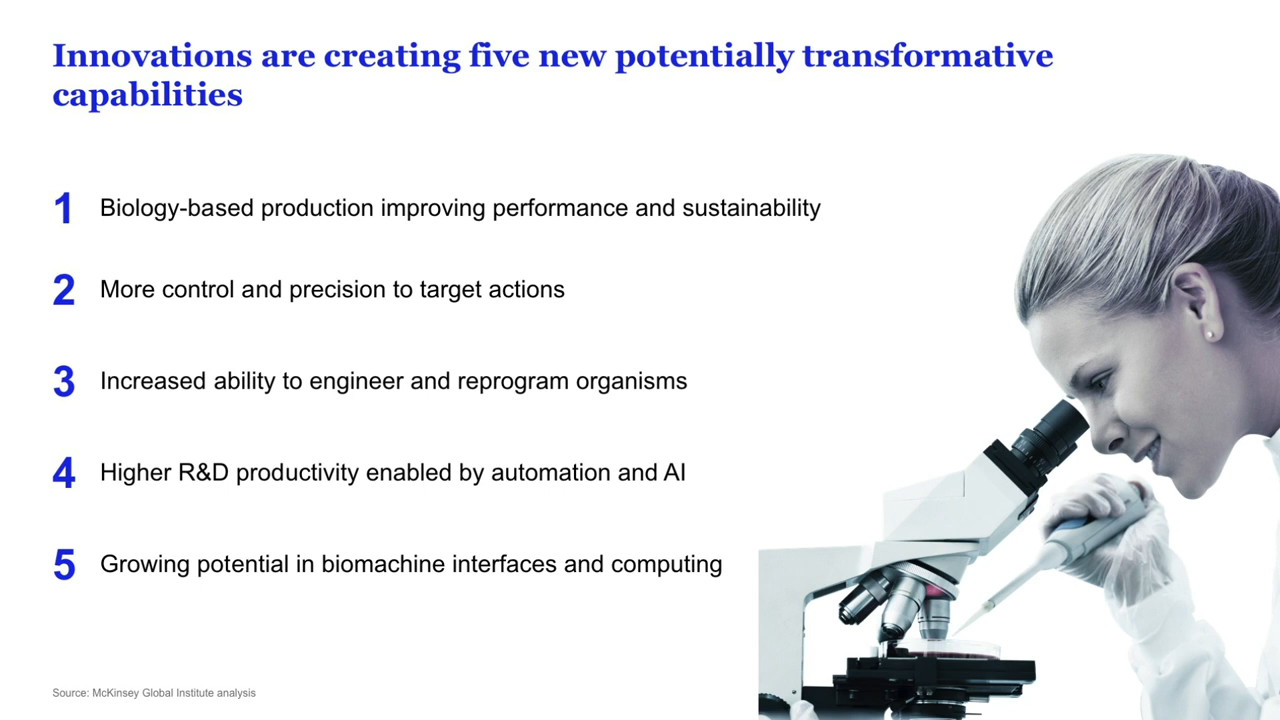 Innovations are creating five new potentially transformative
capabilities
1 Biology-based production improving performance and sustainability
2 More control and precision to target actions
3 Increased ability to engineer and reprogram organisms
4 Higher R&D productivity enabled by automation and AI
5 Growing potential in biomachine interfaces and computing
Source: McKinsey Global Institute analysis